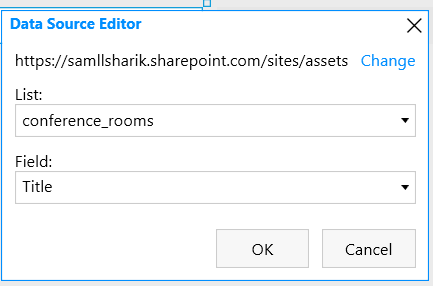 Data Source Editor
https://samllsharik.sharepoint.com/sites/assets Change
List:
conference_rooms
Field:
Title
OK Cancel